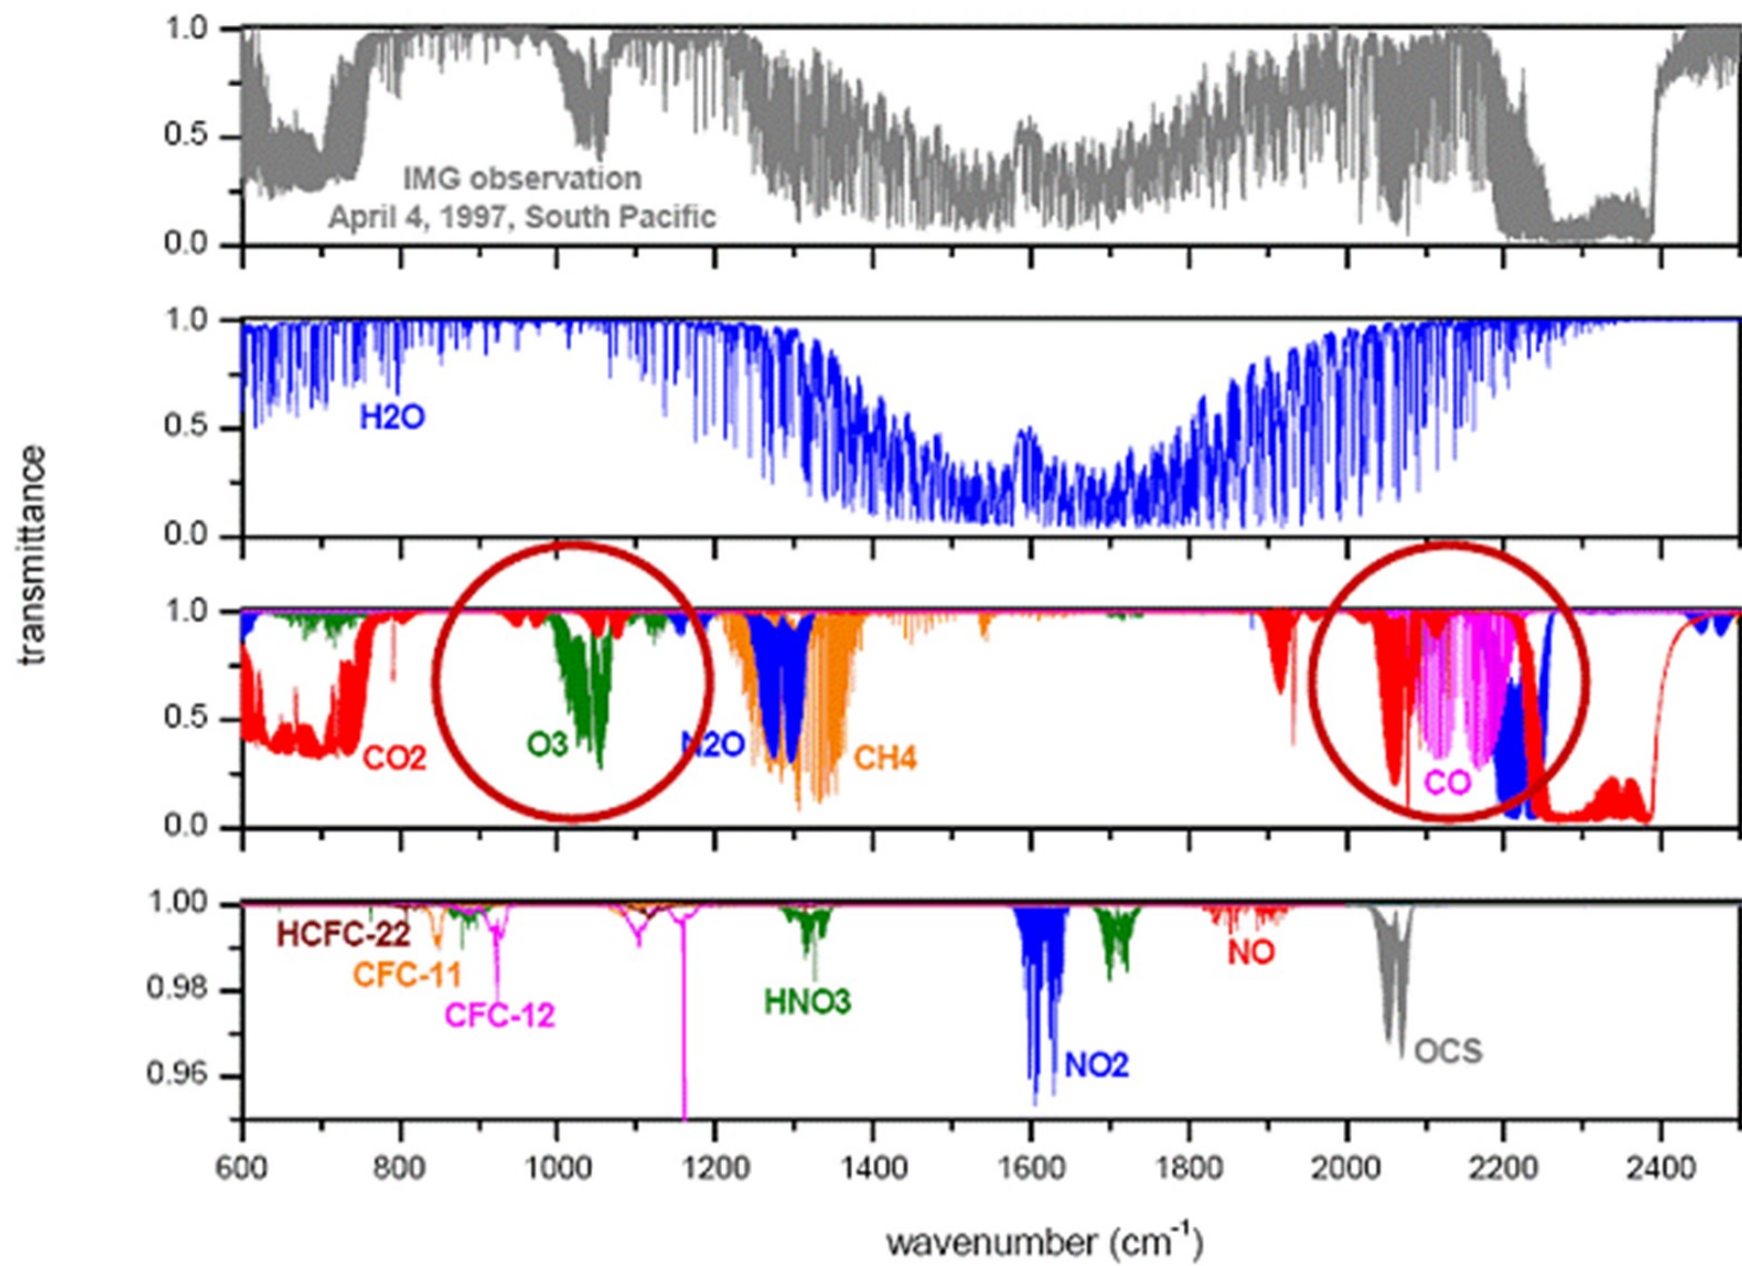 transmittance
1.0
0.5
0.0
IMG observation
April 4, 1997, South Pacific
1.0
0.5
0.0
H2O
1.0
0.5
0.0
CO2
O3
N2O
CH4
CO
1.00
0.98
0.96
HCFC-22
CFC-11
CFC-12
HNO3
NO2
NO
OCS
600 800 1000 1200 1400 1600 1800 2000 2200 2400
wavenumber (cm⁻¹)